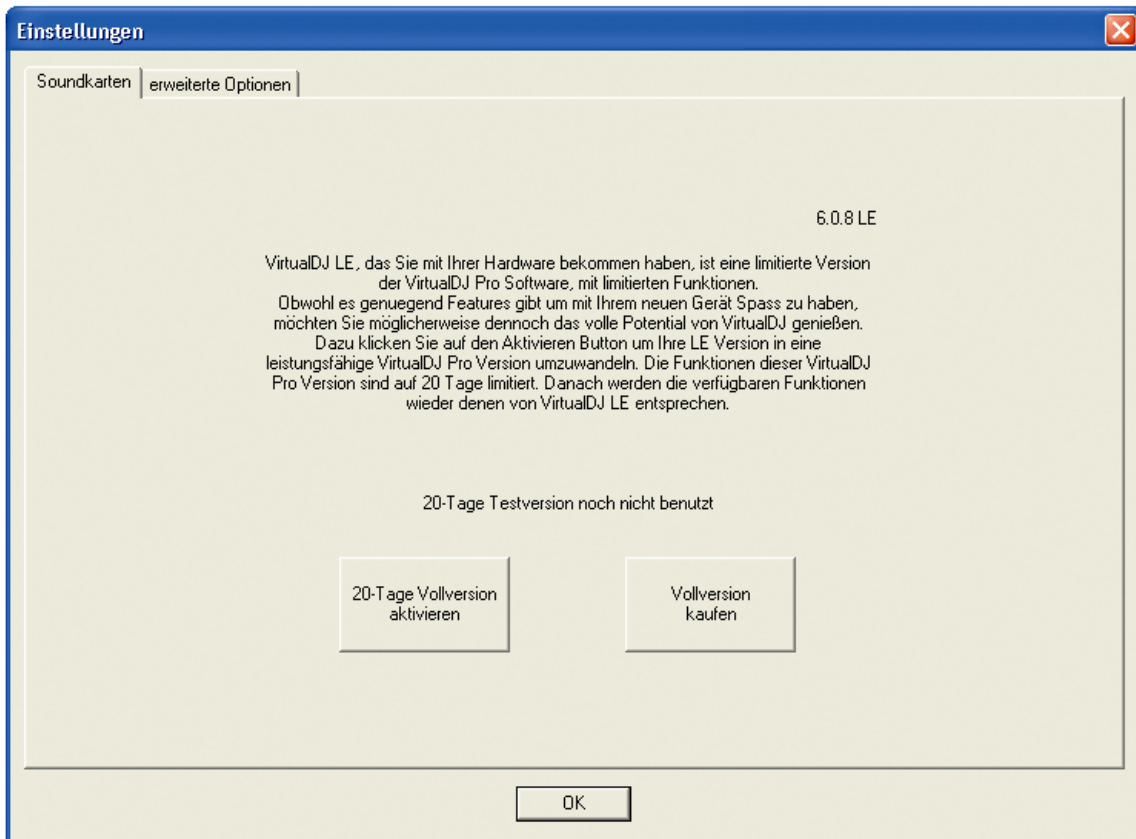 Einstellungen
Soundkarten
erweiterte Optionen
6.0.8 LE
VirtualDJ LE, das Sie mit Ihrer Hardware bekommen haben, ist eine limitierte Version
der VirtualDJ Pro Software, mit limitierten Funktionen.
Obwohl es genuegend Features gibt um mit Ihrem neuen Gerät Spass zu haben,
möchten Sie möglicherweise dennoch das volle Potential von VirtualDJ genießen.
Dazu klicken Sie auf den Aktivieren Button um Ihre LE Version in eine
leistungsfähige VirtualDJ Pro Version umzuwandeln. Die Funktionen dieser VirtualDJ
Pro Version sind auf 20 Tage limitiert. Danach werden die verfügbaren Funktionen
wieder denen von VirtualDJ LE entsprechen.
20-Tage Testversion noch nicht benutzt
20-Tage Vollversion
aktivieren
Vollversion
kaufen
OK